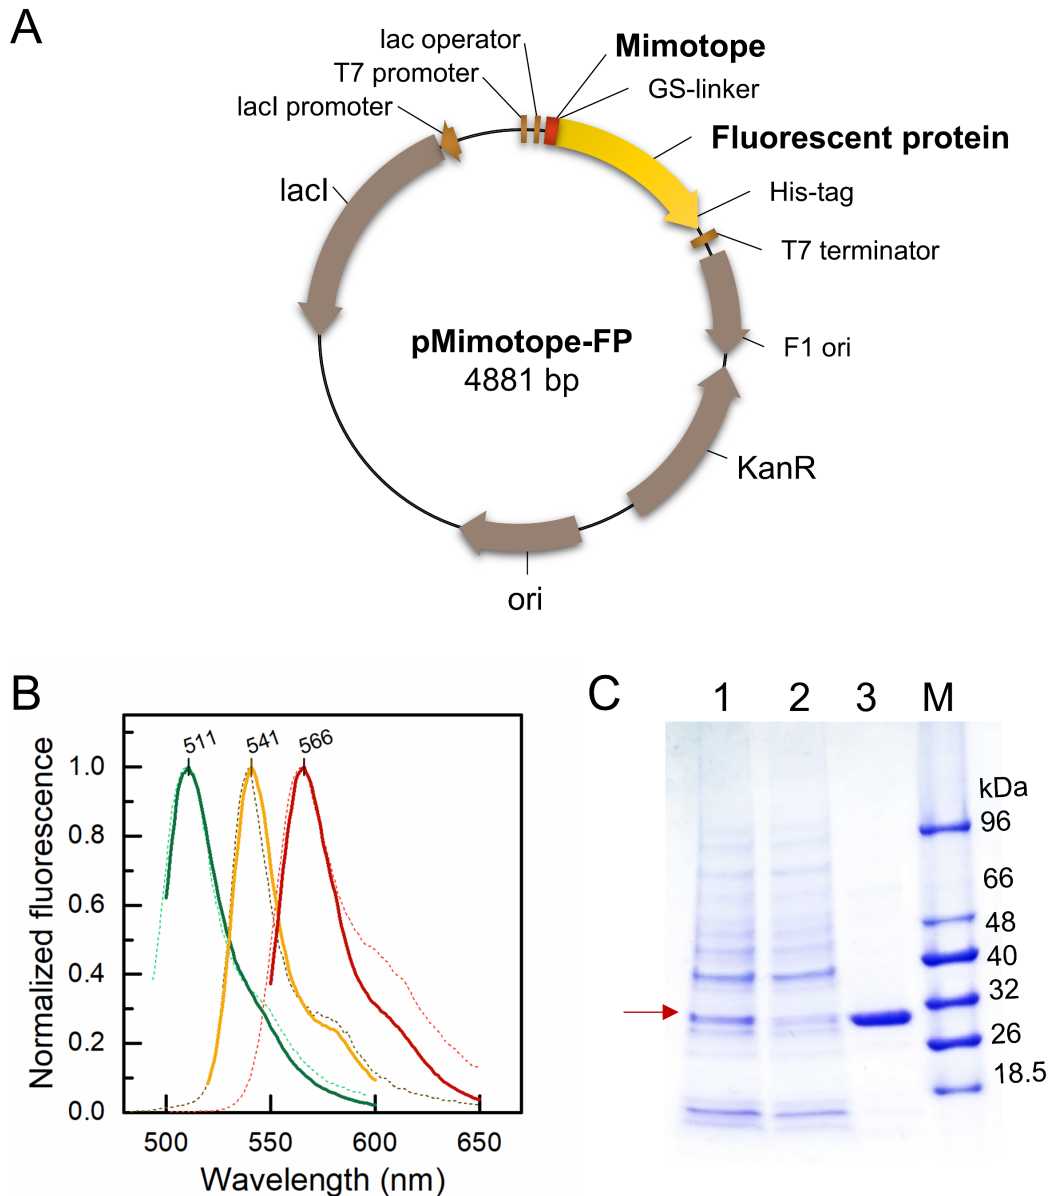 A
lac operator
Mimotope
T7 promoter
GS-linker
lacI promoter
Fluorescent protein
lacI
His-tag
T7 terminator
pMimotope-FP
4881 bp
F1 ori
KanR
ori
B
511
541
566
1.0
0.8
0.6
0.4
0.2
0.0
Normalized fluorescence
500
550
600
650
Wavelength (nm)
C
1 2 3 M
kDa
96
66
48
40
32
26
18.5